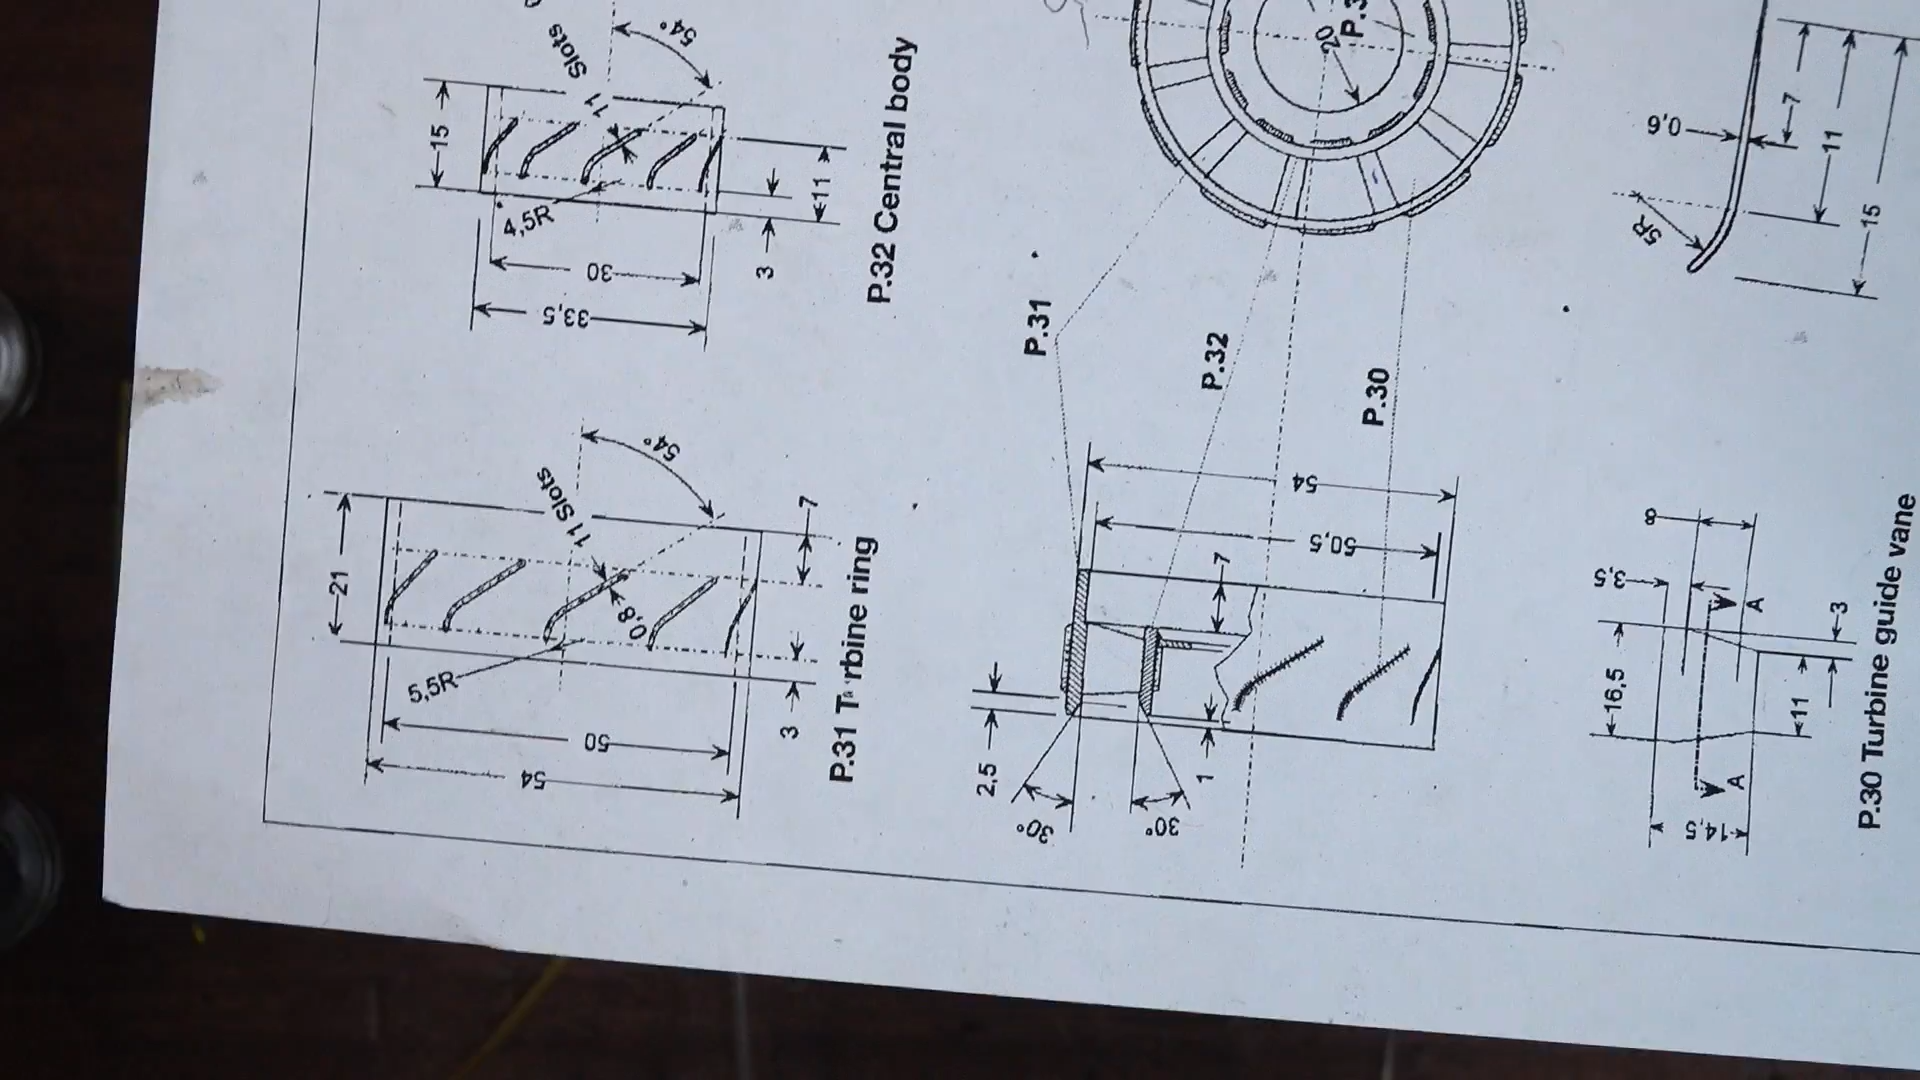 15
11 Slots
54°
4,5R
30
33,5
3
11
P.32 Central body
21
11 Slots
54°
0,8
5,5R
7
50
54
3
P.31 Turbine ring
P.31
P.32
P.30
20
54
50,5
7
2,5
1
30°
30°
0,6
7
11
15
5R
8
3,5
A
A
3
16,5
11
14,5
P.30 Turbine guide vane